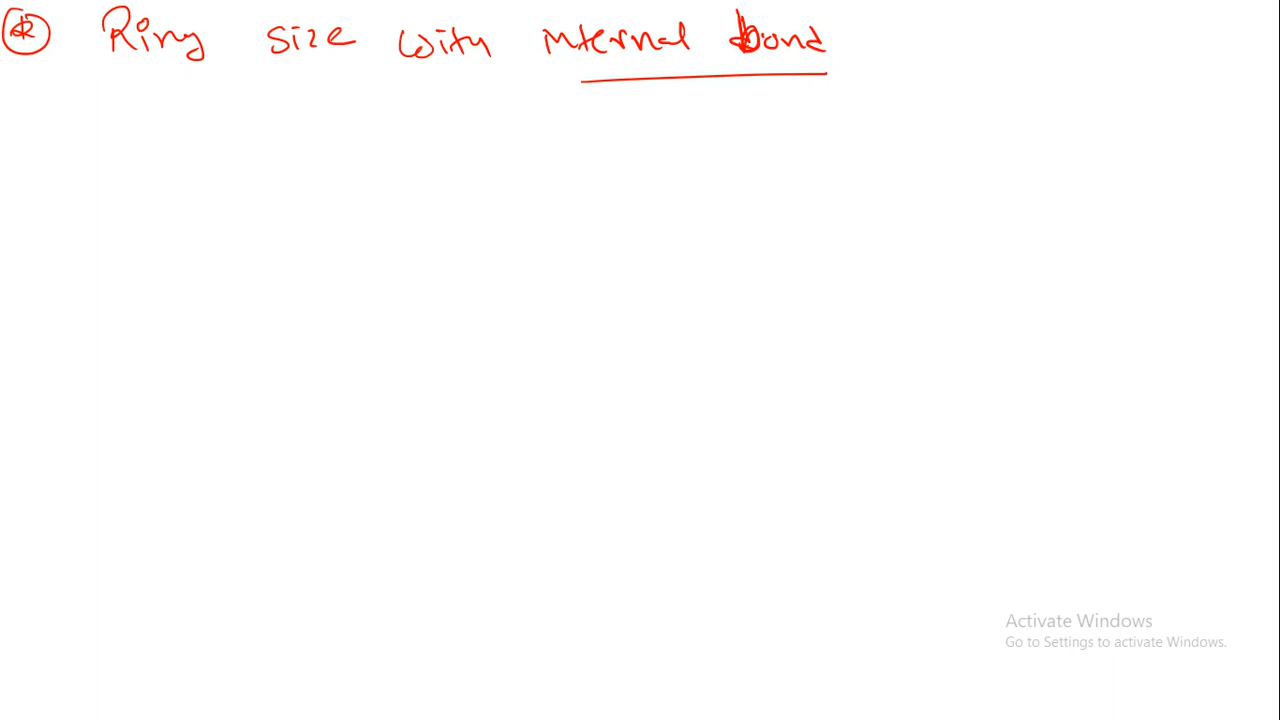 Ring size with internal bond
Activate Windows
Go to Settings to activate Windows.